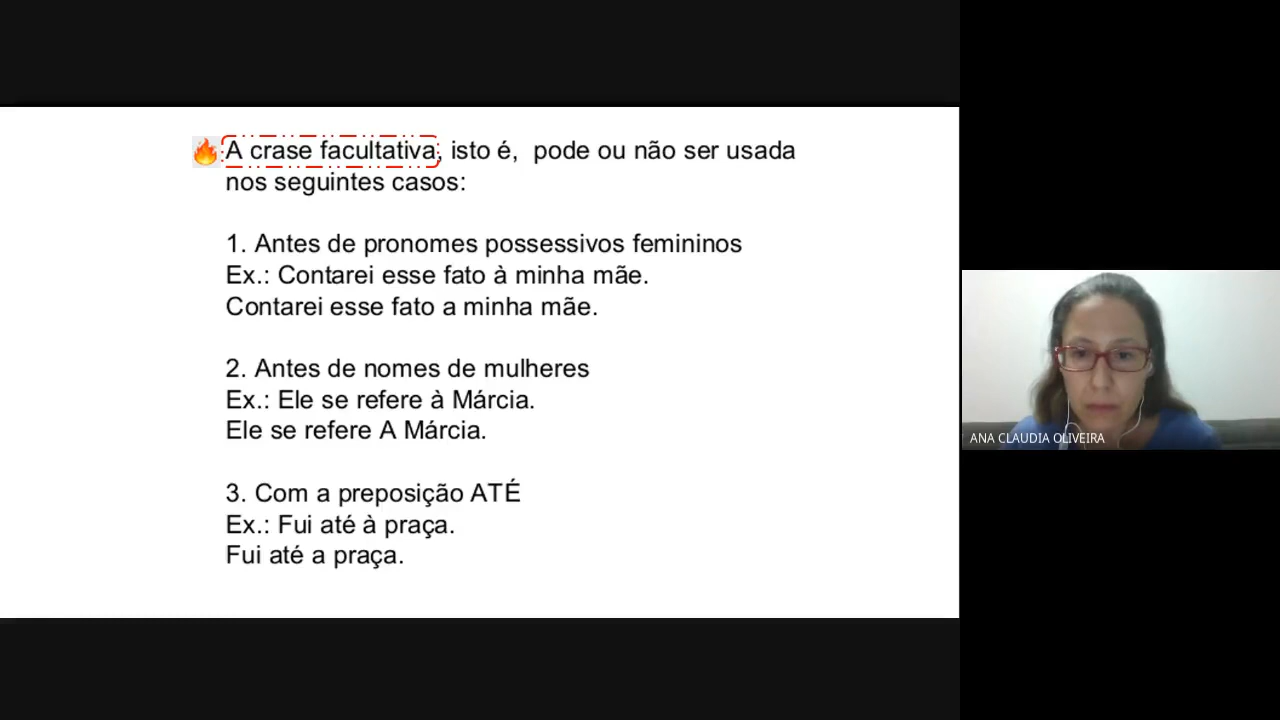 A crase facultativa, isto é,  pode ou não ser usada
nos seguintes casos:
1. Antes de pronomes possessivos femininos
Ex.: Contarei esse fato à minha mãe.
Contarei esse fato a minha mãe.
2. Antes de nomes de mulheres
Ex.: Ele se refere à Márcia.
Ele se refere A Márcia.
3. Com a preposição ATÉ
Ex.: Fui até à praça.
Fui até a praça.
ANA CLAUDIA OLIVEIRA